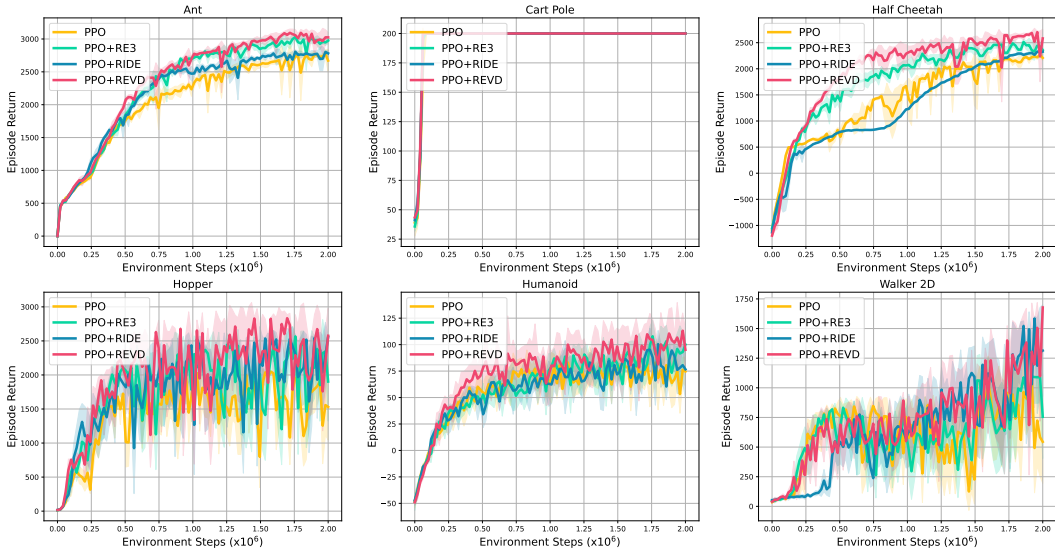 Ant
3000
2500
2000
1500
1000
500
0
PPO
PPO+RE3
PPO+RIDE
PPO+REVD
Episode Return
0.00 0.25 0.50 0.75 1.00 1.25 1.50 1.75 2.00
Environment Steps (x10⁶)
Cart Pole
200
175
150
125
100
75
50
25
PPO
PPO+RE3
PPO+RIDE
PPO+REVD
Episode Return
0.00 0.25 0.50 0.75 1.00 1.25 1.50 1.75 2.00
Environment Steps (x10⁶)
Half Cheetah
2500
2000
1500
1000
500
0
−500
−1000
PPO
PPO+RE3
PPO+RIDE
PPO+REVD
Episode Return
0.00 0.25 0.50 0.75 1.00 1.25 1.50 1.75 2.00
Environment Steps (x10⁶)
Hopper
3000
2500
2000
1500
1000
500
0
PPO
PPO+RE3
PPO+RIDE
PPO+REVD
Episode Return
0.00 0.25 0.50 0.75 1.00 1.25 1.50 1.75 2.00
Environment Steps (x10⁶)
Humanoid
125
100
75
50
25
0
−25
−50
PPO
PPO+RE3
PPO+RIDE
PPO+REVD
Episode Return
0.00 0.25 0.50 0.75 1.00 1.25 1.50 1.75 2.00
Environment Steps (x10⁶)
Walker 2D
1750
1500
1250
1000
750
500
250
0
PPO
PPO+RE3
PPO+RIDE
PPO+REVD
Episode Return
0.00 0.25 0.50 0.75 1.00 1.25 1.50 1.75 2.00
Environment Steps (x10⁶)